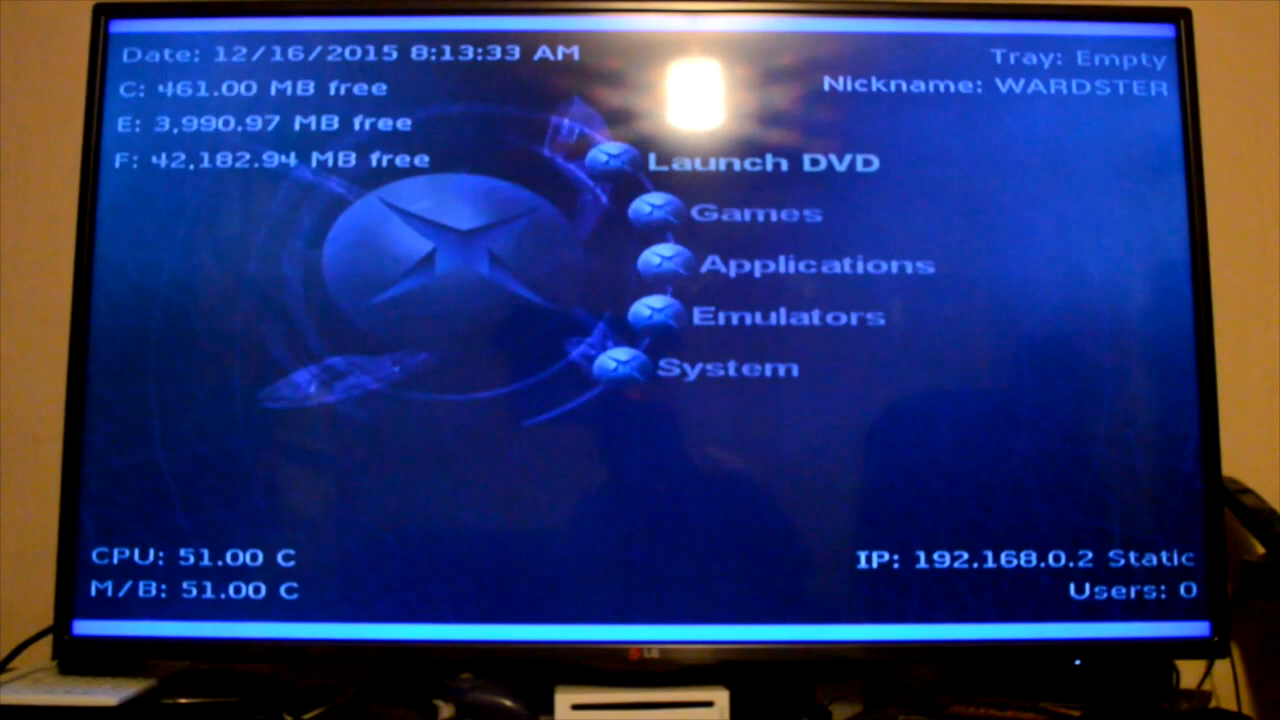 Date: 12/16/2015 8:13:33 AM
Tray: Empty
C: 461.00 MB free
Nickname: WARDSTER
E: 3,990.97 MB free
F: 42,182.94 MB free
Launch DVD
Games
Applications
Emulators
System
CPU: 51.00 C
IP: 192.168.0.2 Static
M/B: 51.00 C
Users: 0
LG